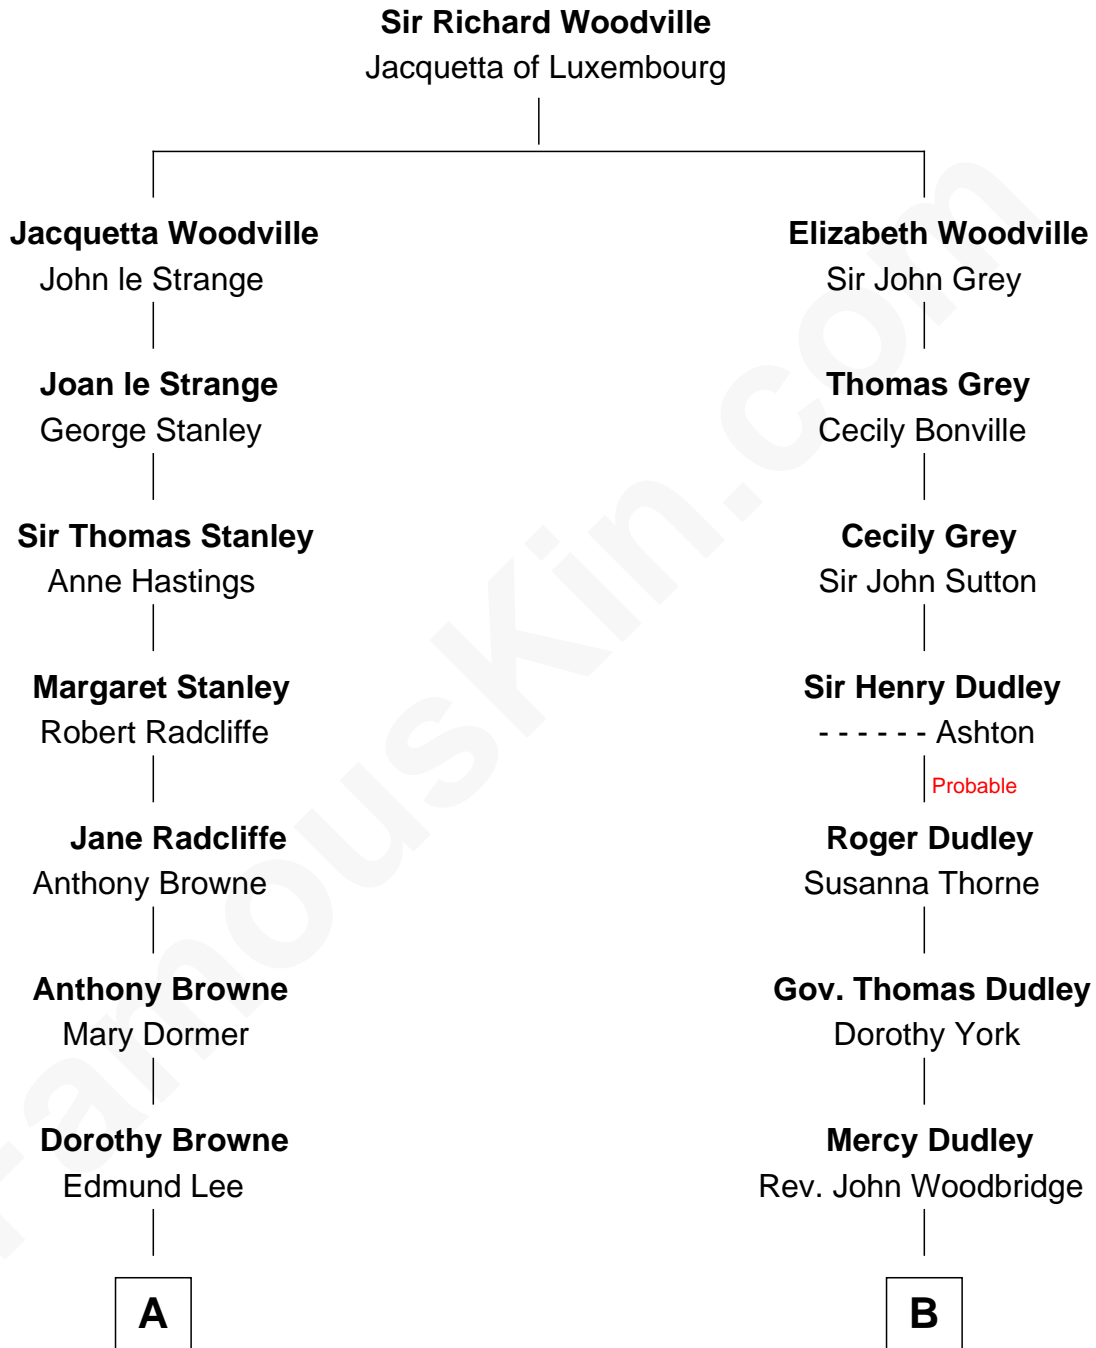 Sir Richard Woodville
Jacquetta of Luxembourg
Jacquetta Woodville
John le Strange
Elizabeth Woodville
Sir John Grey
Joan le Strange
George Stanley
Thomas Grey
Cecily Bonville
Sir Thomas Stanley
Anne Hastings
Cecily Grey
Sir John Sutton
Margaret Stanley
Robert Radcliffe
Sir Henry Dudley
- - - - - - Ashton
Probable
Jane Radcliffe
Anthony Browne
Roger Dudley
Susanna Thorne
Anthony Browne
Mary Dormer
Gov. Thomas Dudley
Dorothy York
Dorothy Browne
Edmund Lee
Mercy Dudley
Rev. John Woodbridge
A
B
FamousKin.com